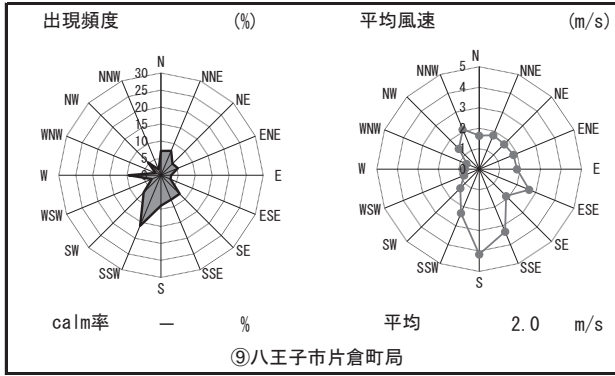 出現頻度 (%)
平均風速 (m/s)
N
NNE
NE
ENE
E
ESE
SE
SSE
S
SSW
SW
WSW
W
WNW
NW
NNW
30
25
20
15
10
5
0
N
NNE
NE
ENE
E
ESE
SE
SSE
S
SSW
SW
WSW
W
WNW
NW
NNW
5
4
3
2
1
0
calm率 — %
平均 2.0 m/s
⑨八王子市片倉町局